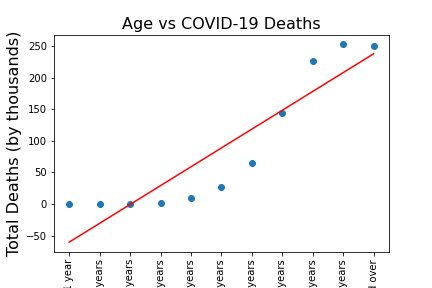 Age vs COVID-19 Deaths
Total Deaths (by thousands)
250
200
150
100
50
0
−50
1 year
years
years
years
years
years
years
years
years
years
d over